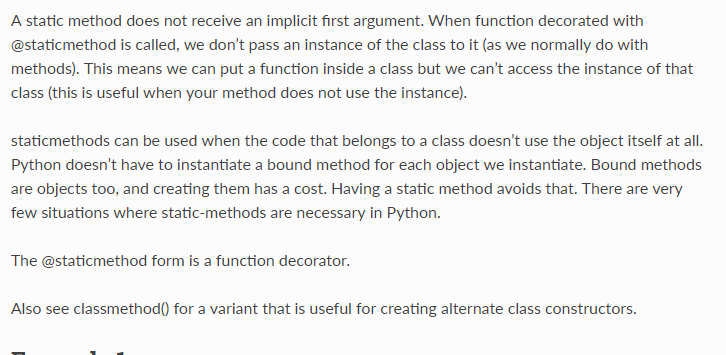 A static method does not receive an implicit first argument. When function decorated with
@staticmethod is called, we don't pass an instance of the class to it (as we normally do with
methods). This means we can put a function inside a class but we can't access the instance of that
class (this is useful when your method does not use the instance).
staticmethods can be used when the code that belongs to a class doesn't use the object itself at all.
Python doesn't have to instantiate a bound method for each object we instantiate. Bound methods
are objects too, and creating them has a cost. Having a static method avoids that. There are very
few situations where static-methods are necessary in Python.
The @staticmethod form is a function decorator.
Also see classmethod() for a variant that is useful for creating alternate class constructors.